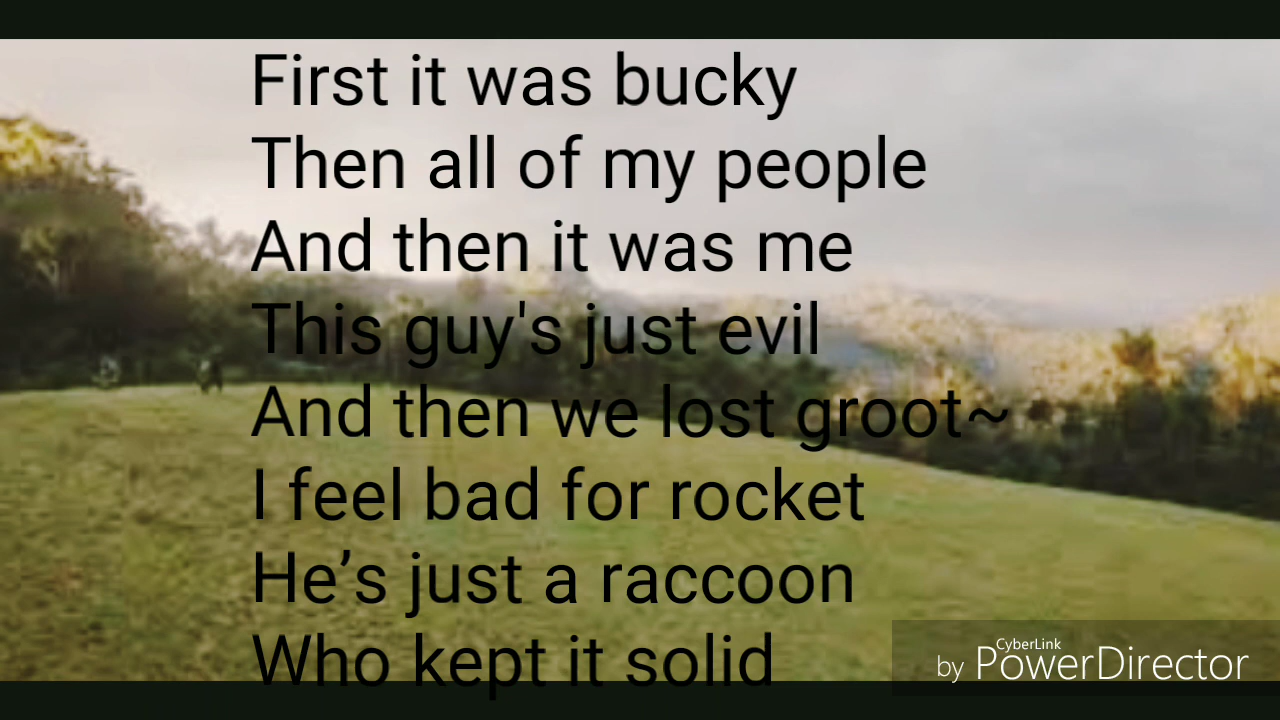 First it was bucky
Then all of my people
And then it was me
This guy's just evil
And then we lost groot~
I feel bad for rocket
He’s just a raccoon
Who kept it solid
CyberLink
by PowerDirector